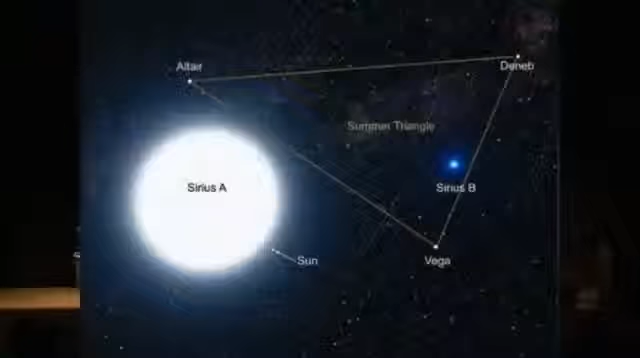 Altair
Deneb
Summer Triangle
Sirius A
Sirius B
Sun
Vega